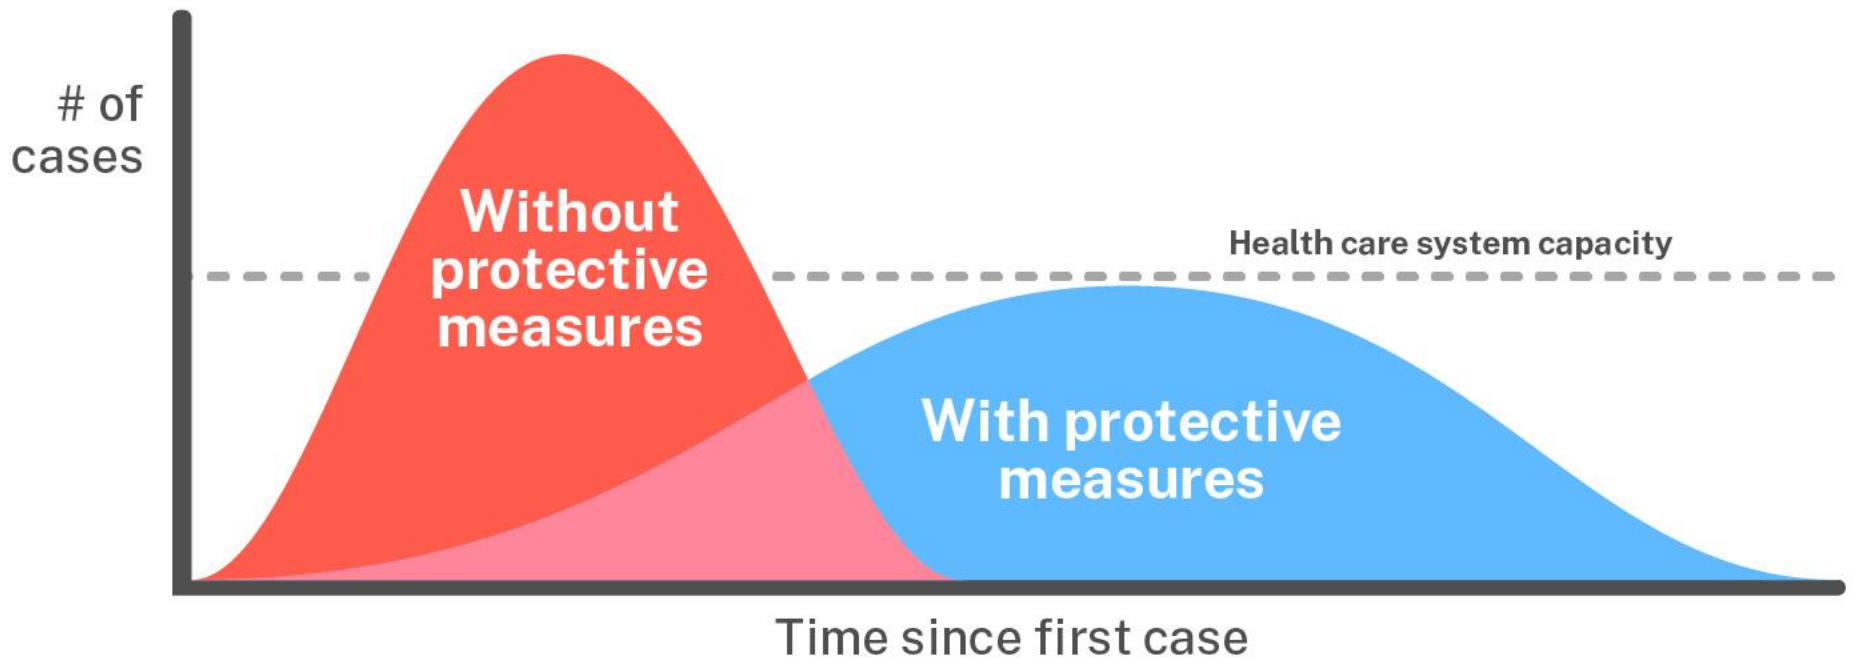 # of
cases
Without
protective
measures
Health care system capacity
With protective
measures
Time since first case